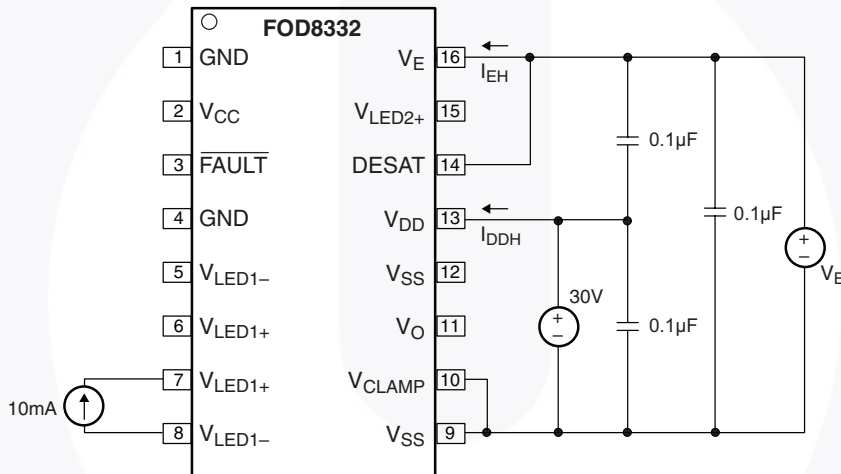 FOD8332
1 GND
2 VCC
3 FAULT
4 GND
5 VLED1–
6 VLED1+
7 VLED1+
8 VLED1–
10mA
VE 16
VLED2+ 15
DESAT 14
VDD 13
VSS 12
VO 11
VCLAMP 10
VSS 9
IEH
IDDH
30V
+
–
0.1µF
0.1µF
0.1µF
+
–
VE